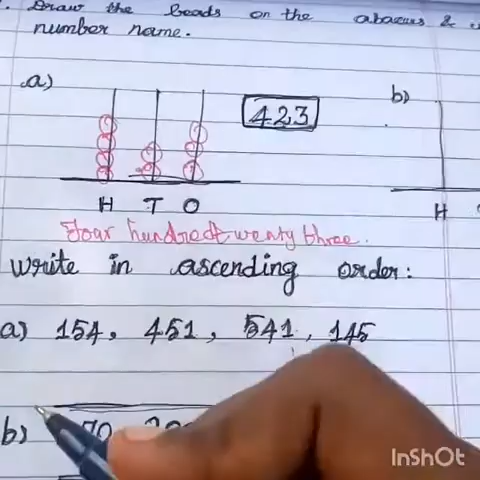 Draw the beads on the abacus &
number name.
a) 423 b)
H T O H
Four hundred twenty three.
Write in ascending order:
a) 154, 451, 541, 145
b) 70
InShOt